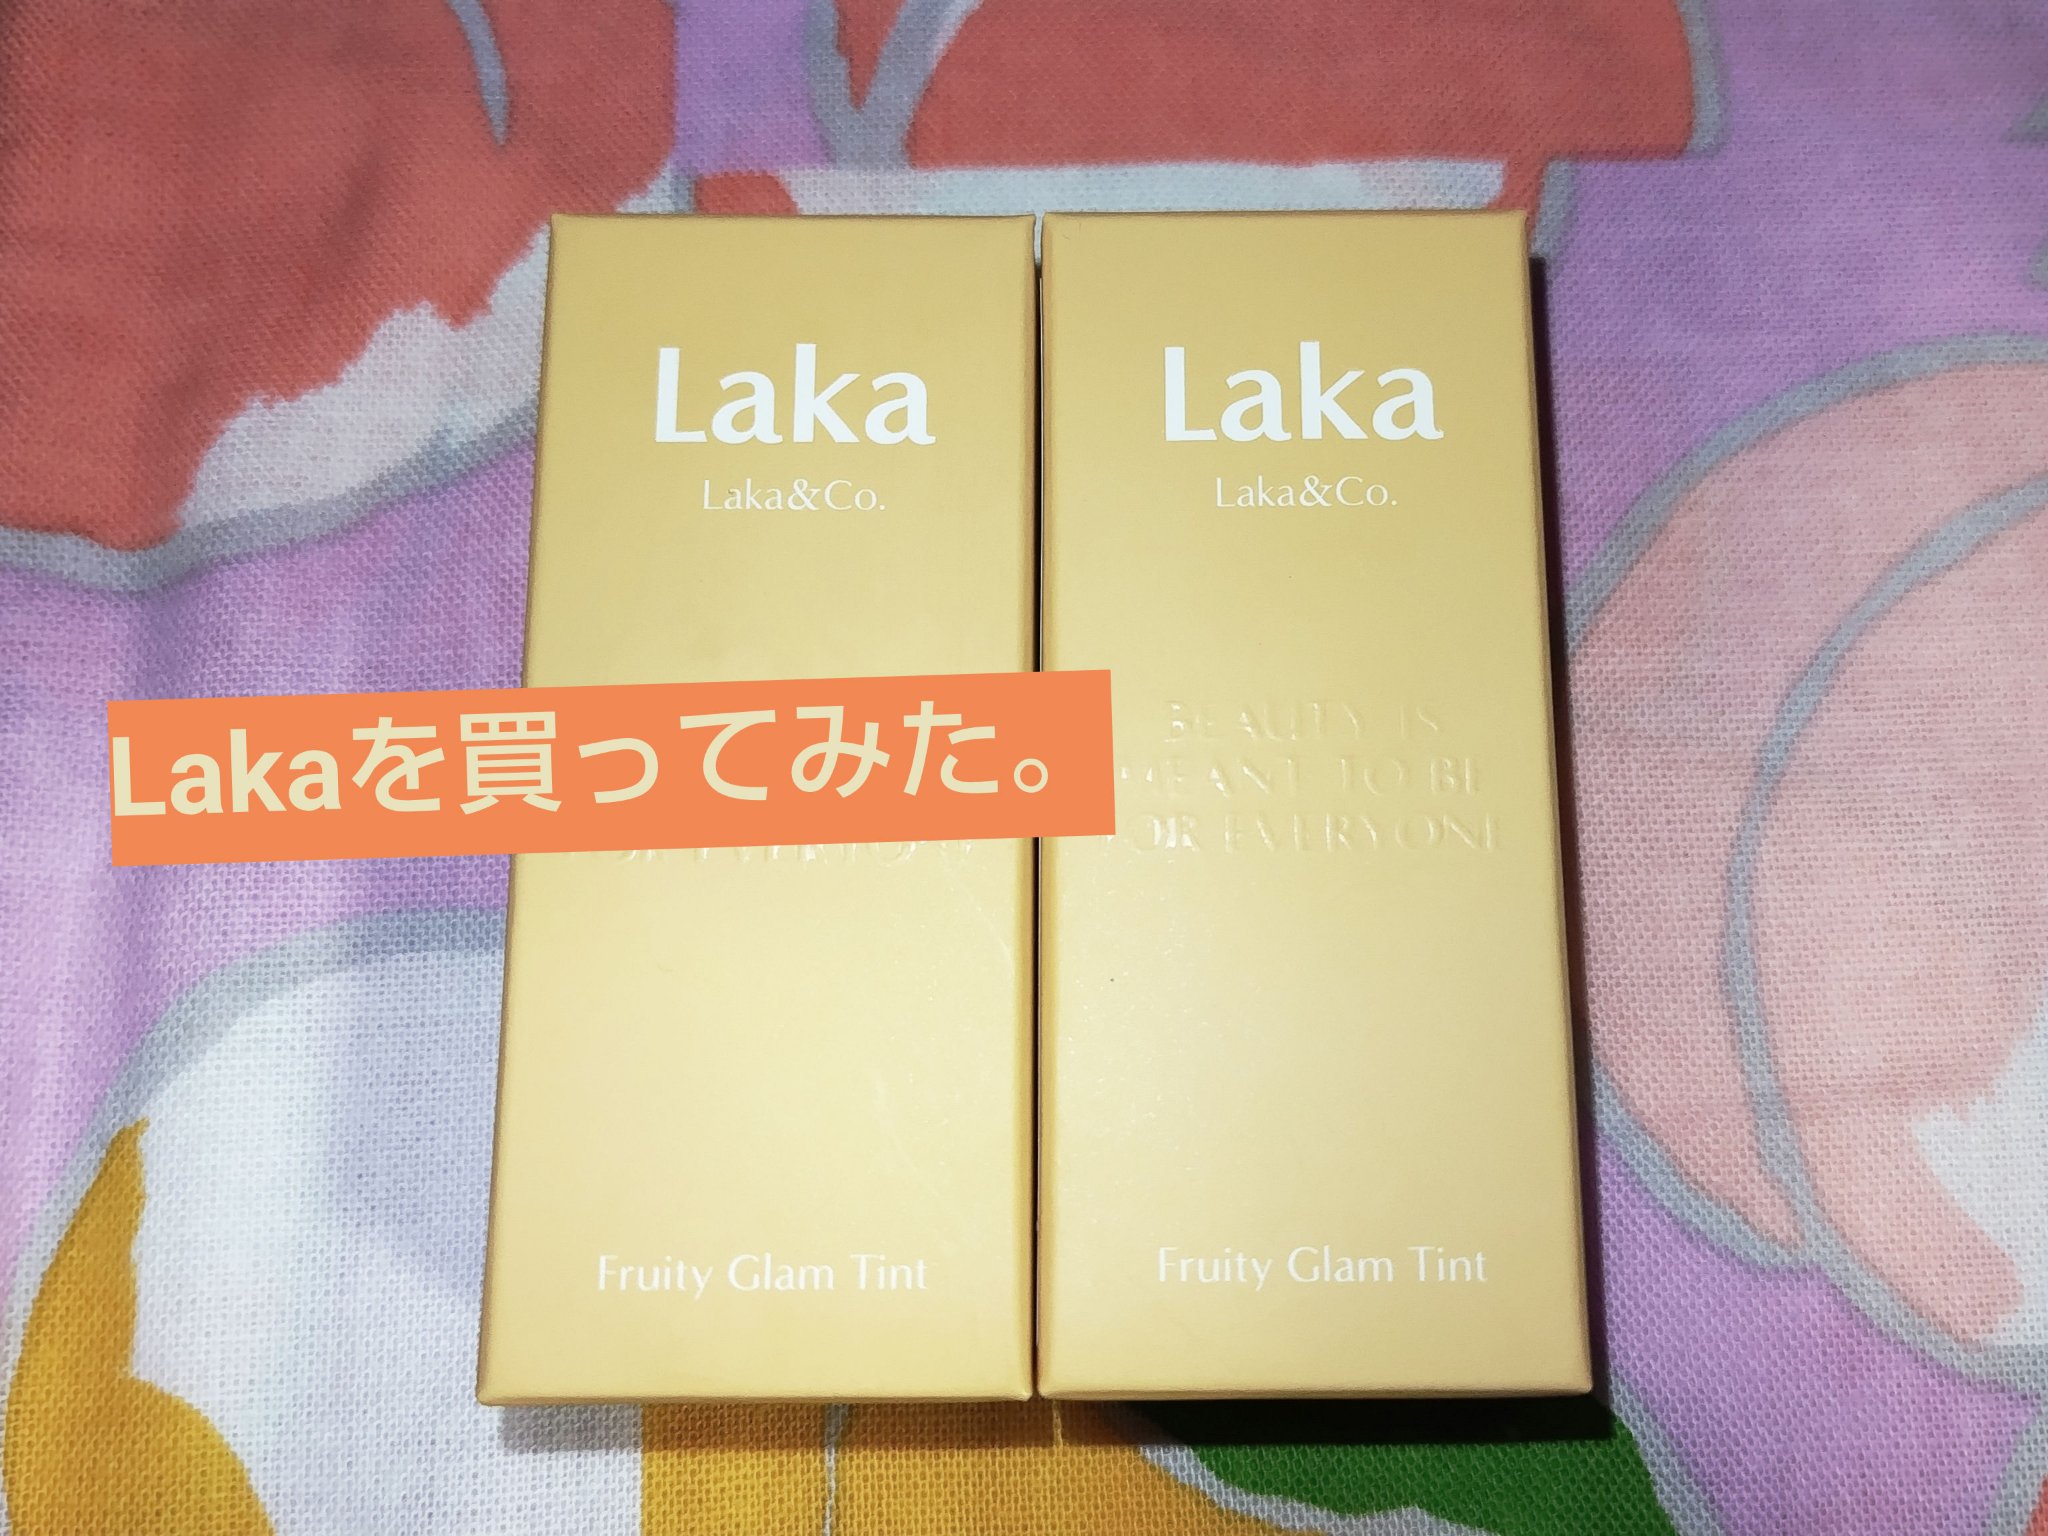 Laka
Laka&Co.
Fruity Glam Tint
Laka
Laka&Co.
BEAUTY IS
MEANT TO BE
FOR EVERYONE
Fruity Glam Tint
Lakaを買ってみた。